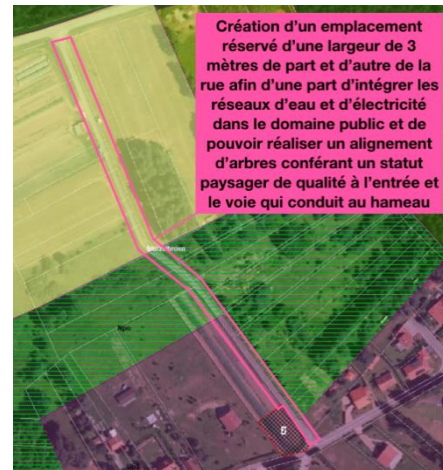 Création d’un emplacement
réservé d’une largeur de 3
mètres de part et d’autre de la
rue afin d’une part d’intégrer les
réseaux d’eau et d’électricité
dans le domaine public et de
pouvoir réaliser un alignement
d’arbres conférant un statut
paysager de qualité à l’entrée et
le voie qui conduit au hameau